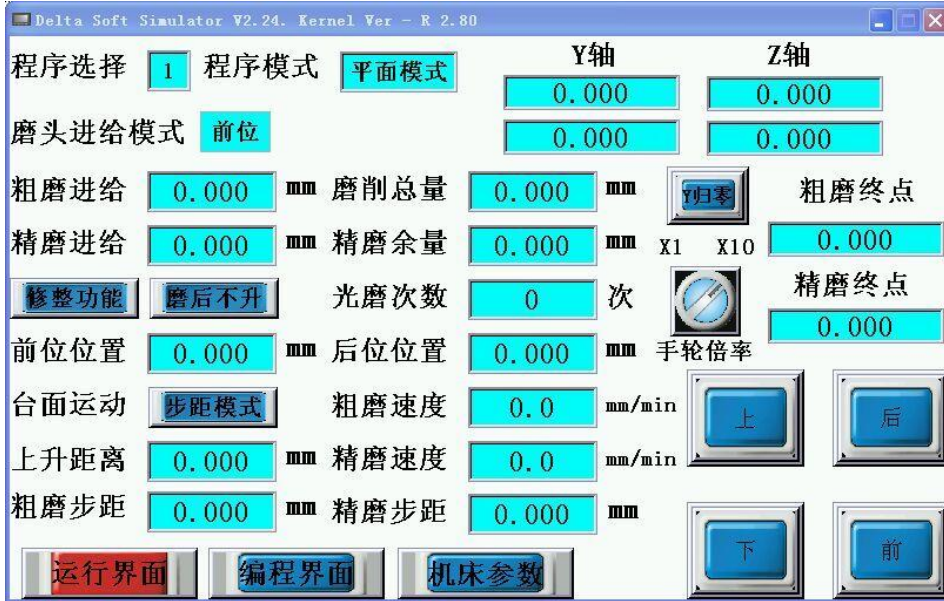 Delta Soft Simulator V2.24. Kernel Ver - R 2.80
程序选择 1 程序模式 平面模式 Y轴 Z轴
0.000 0.000
磨头进给模式 前位 0.000 0.000
粗磨进给 0.000 mm 磨削总量 0.000 mm Y归零 粗磨终点
精磨进给 0.000 mm 精磨余量 0.000 mm X1 X10 0.000
修整功能 磨后不升 光磨次数 0 次 精磨终点
0.000
前位位置 0.000 mm 后位位置 0.000 mm 手轮倍率
台面运动 步距模式 粗磨速度 0.0 mm/min 上 后
上升距离 0.000 mm 精磨速度 0.0 mm/min
粗磨步距 0.000 mm 精磨步距 0.000 mm
运行界面 编程界面 机床参数 下 前